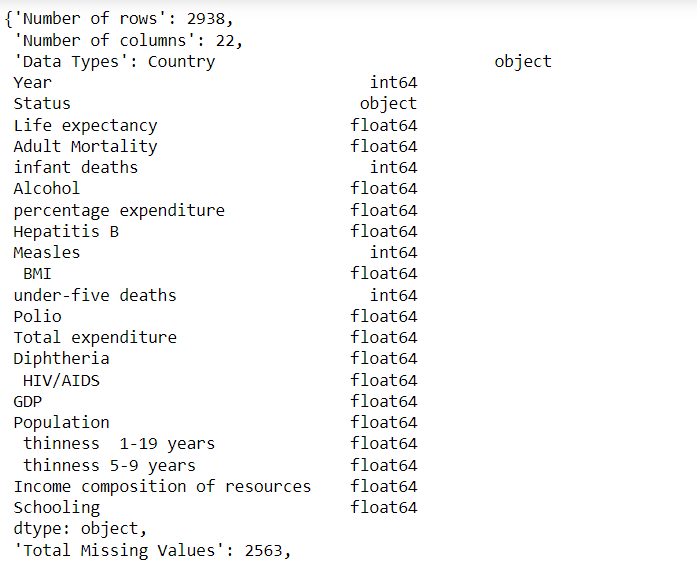 {'Number of rows': 2938,
 'Number of columns': 22,
 'Data Types': Country                             object
 Year                                int64
 Status                             object
 Life expectancy                   float64
 Adult Mortality                   float64
 infant deaths                       int64
 Alcohol                           float64
 percentage expenditure            float64
 Hepatitis B                       float64
 Measles                             int64
  BMI                              float64
 under-five deaths                   int64
 Polio                             float64
 Total expenditure                 float64
 Diphtheria                        float64
  HIV/AIDS                         float64
 GDP                               float64
 Population                        float64
  thinness  1-19 years             float64
  thinness 5-9 years               float64
 Income composition of resources   float64
 Schooling                         float64
 dtype: object,
 'Total Missing Values': 2563,